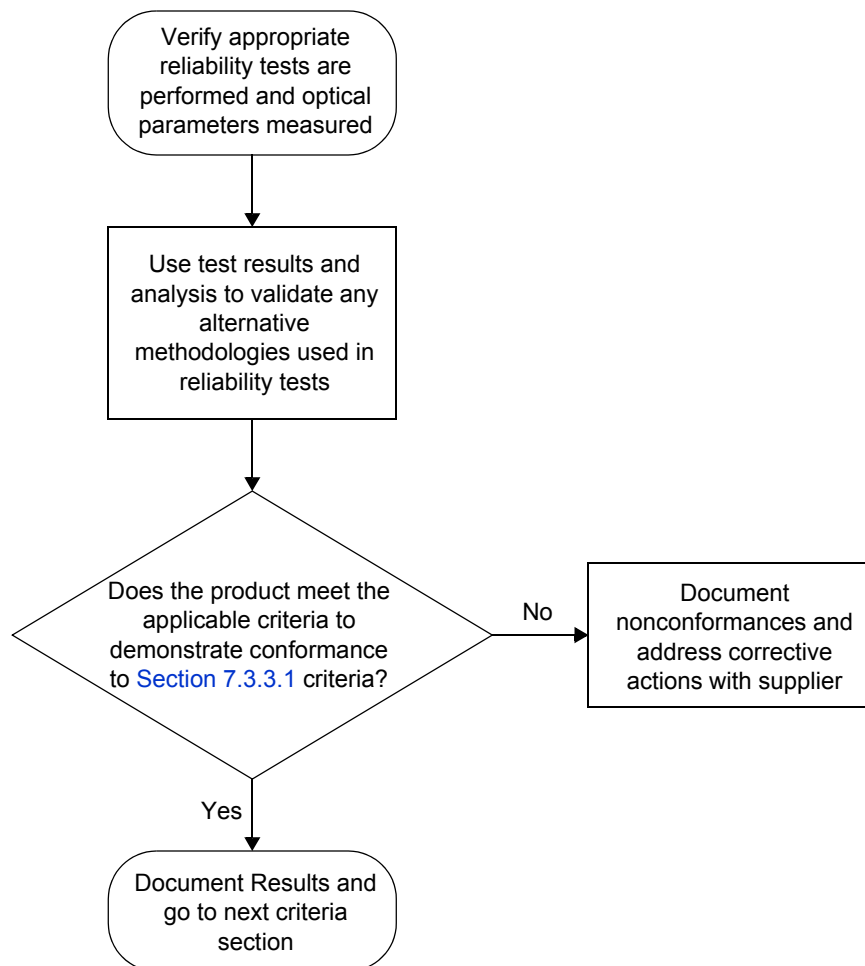 Verify appropriate
reliability tests are
performed and optical
parameters measured
Use test results and
analysis to validate any
alternative
methodologies used in
reliability tests
Does the product meet the
applicable criteria to
demonstrate conformance
to Section 7.3.3.1 criteria?
No
Document
nonconformances and
address corrective
actions with supplier
Yes
Document Results and
go to next criteria
section